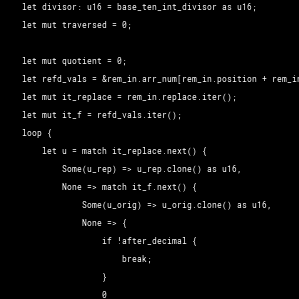 let divisor: u16 = base_ten_int_divisor as u16;
let mut traversed = 0;
let mut quotient = 0;
let refd_vals = &rem_in.arr_num[rem_in.position + rem_in
let mut it_replace = rem_in.replace.iter();
let mut it_f = refd_vals.iter();
loop {
let u = match it_replace.next() {
Some(u_rep) => u_rep.clone() as u16,
None => match it_f.next() {
Some(u_orig) => u_orig.clone() as u16,
None => {
if !after_decimal {
break;
}
0